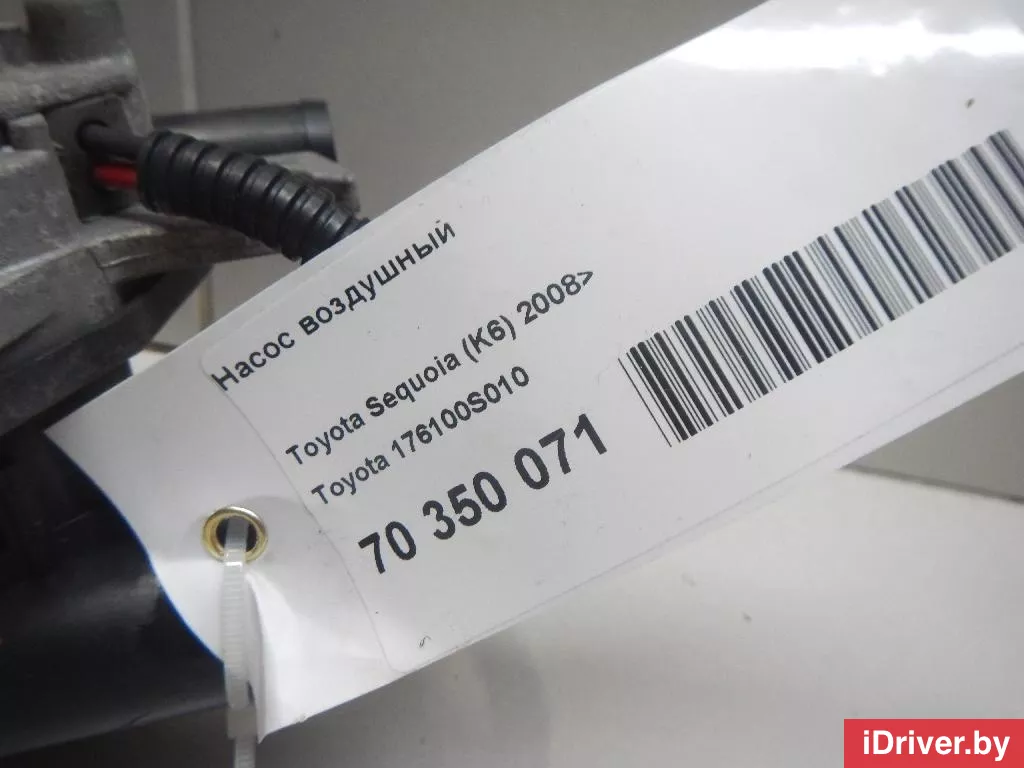 Насос воздушный
Toyota Sequoia (K6) 2008>
Toyota 176100S010
70 350 071
iDriver.by